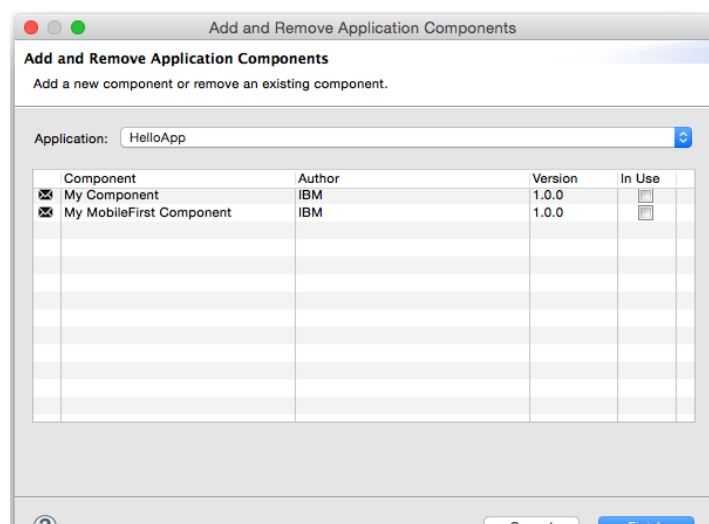 Add and Remove Application Components
Add and Remove Application Components
Add a new component or remove an existing component.
Application: HelloApp
Component Author Version In Use
My Component IBM 1.0.0
My MobileFirst Component IBM 1.0.0